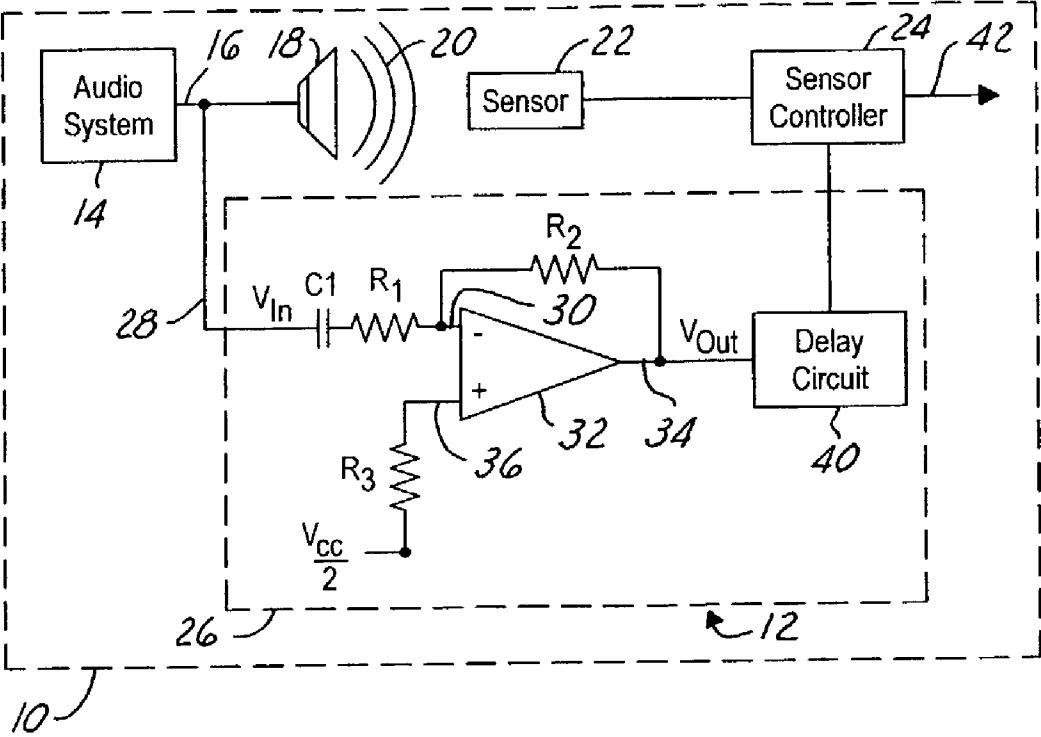 16
18
20
22
24
42
Audio
System
14
Sensor
Sensor
Controller
28
VIn
C1
R1
R2
30
-
+
32
34
36
VOut
Delay
Circuit
40
R3
Vcc
2
26
12
10